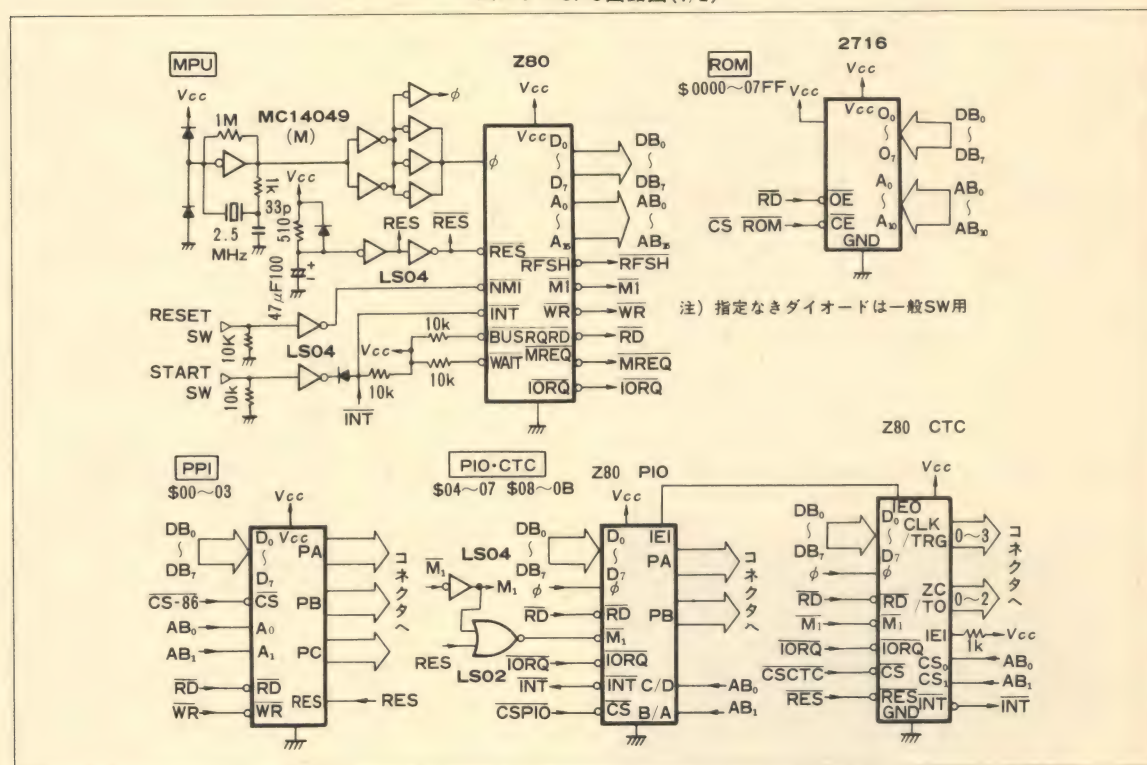 MPU
Vcc
1M
MC14049
(M)
φ
1k
33p
2.5
MHz
Vcc
510
47μF100
RES
RES
LS04
RESET
SW
10K
LS04
START
SW
10k
Vcc
10k
10k
10k
INT
Z80
Vcc
φ
RES
NMI
INT
BUSRQ
WAIT
D₀
〜
D₇
A₀
〜
A₁₅
RFSH
M1
WR
RD
MREQ
IORQ
DB₀
〜
DB₇
AB₀
〜
AB₁₅
RFSH
M1
WR
RD
MREQ
IORQ
ROM
$0000〜07FF
Vcc
2716
Vcc
O₀
〜
O₇
A₀
〜
A₁₀
OE
CE
GND
RD
CS ROM
DB₀
〜
DB₇
AB₀
〜
AB₁₀
注) 指定なきダイオードは一般SW用
PPI
$00〜03
Vcc
DB₀
〜
DB₇
CS-86
AB₀
AB₁
RD
WR
D₀
〜
D₇
CS
A₀
A₁
RD
WR
Vcc
PA
PB
PC
RES
コネクタへ
RES
PIO・CTC
$04〜07 $08〜0B
M₁
LS04
M₁
RES
LS02
Z80 PIO
Vcc
DB₀
〜
DB₇
φ
RD
IORQ
INT
CSPIO
D₀
〜
D₇
φ
RD
M₁
IORQ
INT
CS
IEI
PA
PB
C/D
B/A
コネクタへ
AB₀
AB₁
Z80 CTC
Vcc
DB₀
〜
DB₇
φ
RD
M₁
IORQ
CSCTC
RES
IEO
D₀
〜
D₇
φ
RD
M₁
IORQ
CS
RES
GND
CLK
/TRG
0〜3
ZC
/TO
0〜2
IEI
1k
Vcc
CS₀
CS₁
INT
コネクタへ
AB₀
AB₁
INT